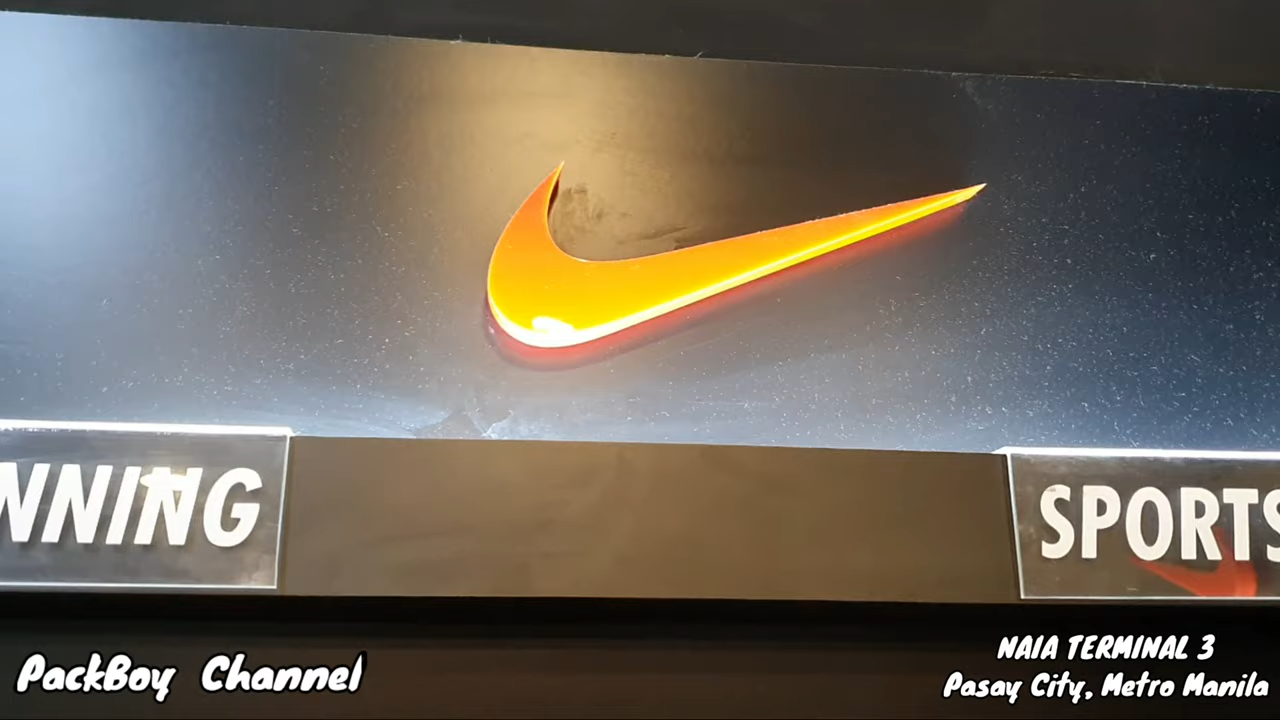 NNING
SPORTS
PackBoy Channel
NAIA TERMINAL 3
Pasay City, Metro Manila